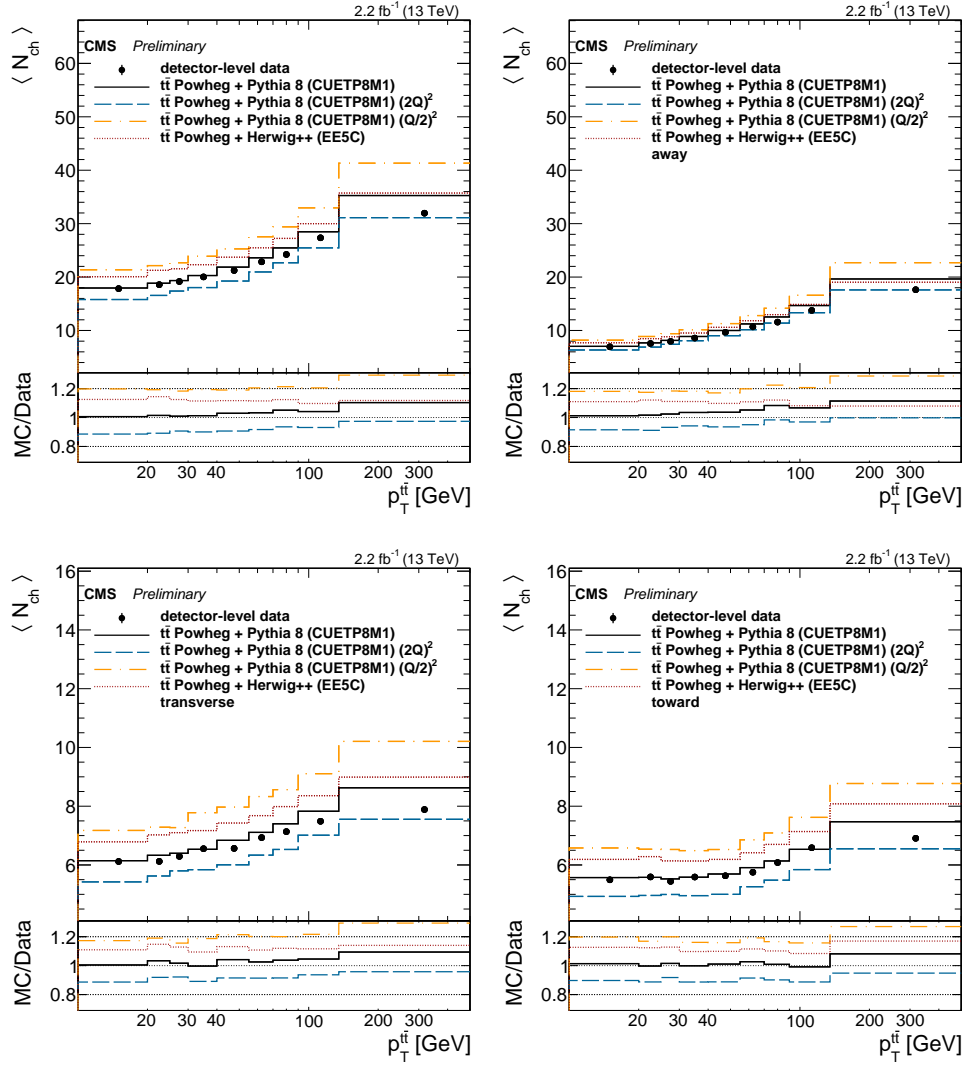 2.2 fb⁻¹ (13 TeV)
⟨ N_ch ⟩
CMS Preliminary
detector-level data
tt̄ Powheg + Pythia 8 (CUETP8M1)
tt̄ Powheg + Pythia 8 (CUETP8M1) (2Q)²
tt̄ Powheg + Pythia 8 (CUETP8M1) (Q/2)²
tt̄ Powheg + Herwig++ (EE5C)
60
50
40
30
20
10
MC/Data
1.2
1
0.8
20 30 40 100 200 300
p_T^tt̄ [GeV]
2.2 fb⁻¹ (13 TeV)
⟨ N_ch ⟩
CMS Preliminary
detector-level data
tt̄ Powheg + Pythia 8 (CUETP8M1)
tt̄ Powheg + Pythia 8 (CUETP8M1) (2Q)²
tt̄ Powheg + Pythia 8 (CUETP8M1) (Q/2)²
tt̄ Powheg + Herwig++ (EE5C)
away
60
50
40
30
20
10
MC/Data
1.2
1
0.8
20 30 40 100 200 300
p_T^tt̄ [GeV]
2.2 fb⁻¹ (13 TeV)
⟨ N_ch ⟩
CMS Preliminary
detector-level data
tt̄ Powheg + Pythia 8 (CUETP8M1)
tt̄ Powheg + Pythia 8 (CUETP8M1) (2Q)²
tt̄ Powheg + Pythia 8 (CUETP8M1) (Q/2)²
tt̄ Powheg + Herwig++ (EE5C)
transverse
16
14
12
10
8
6
MC/Data
1.2
1
0.8
20 30 40 100 200 300
p_T^tt̄ [GeV]
2.2 fb⁻¹ (13 TeV)
⟨ N_ch ⟩
CMS Preliminary
detector-level data
tt̄ Powheg + Pythia 8 (CUETP8M1)
tt̄ Powheg + Pythia 8 (CUETP8M1) (2Q)²
tt̄ Powheg + Pythia 8 (CUETP8M1) (Q/2)²
tt̄ Powheg + Herwig++ (EE5C)
toward
16
14
12
10
8
6
MC/Data
1.2
1
0.8
20 30 40 100 200 300
p_T^tt̄ [GeV]